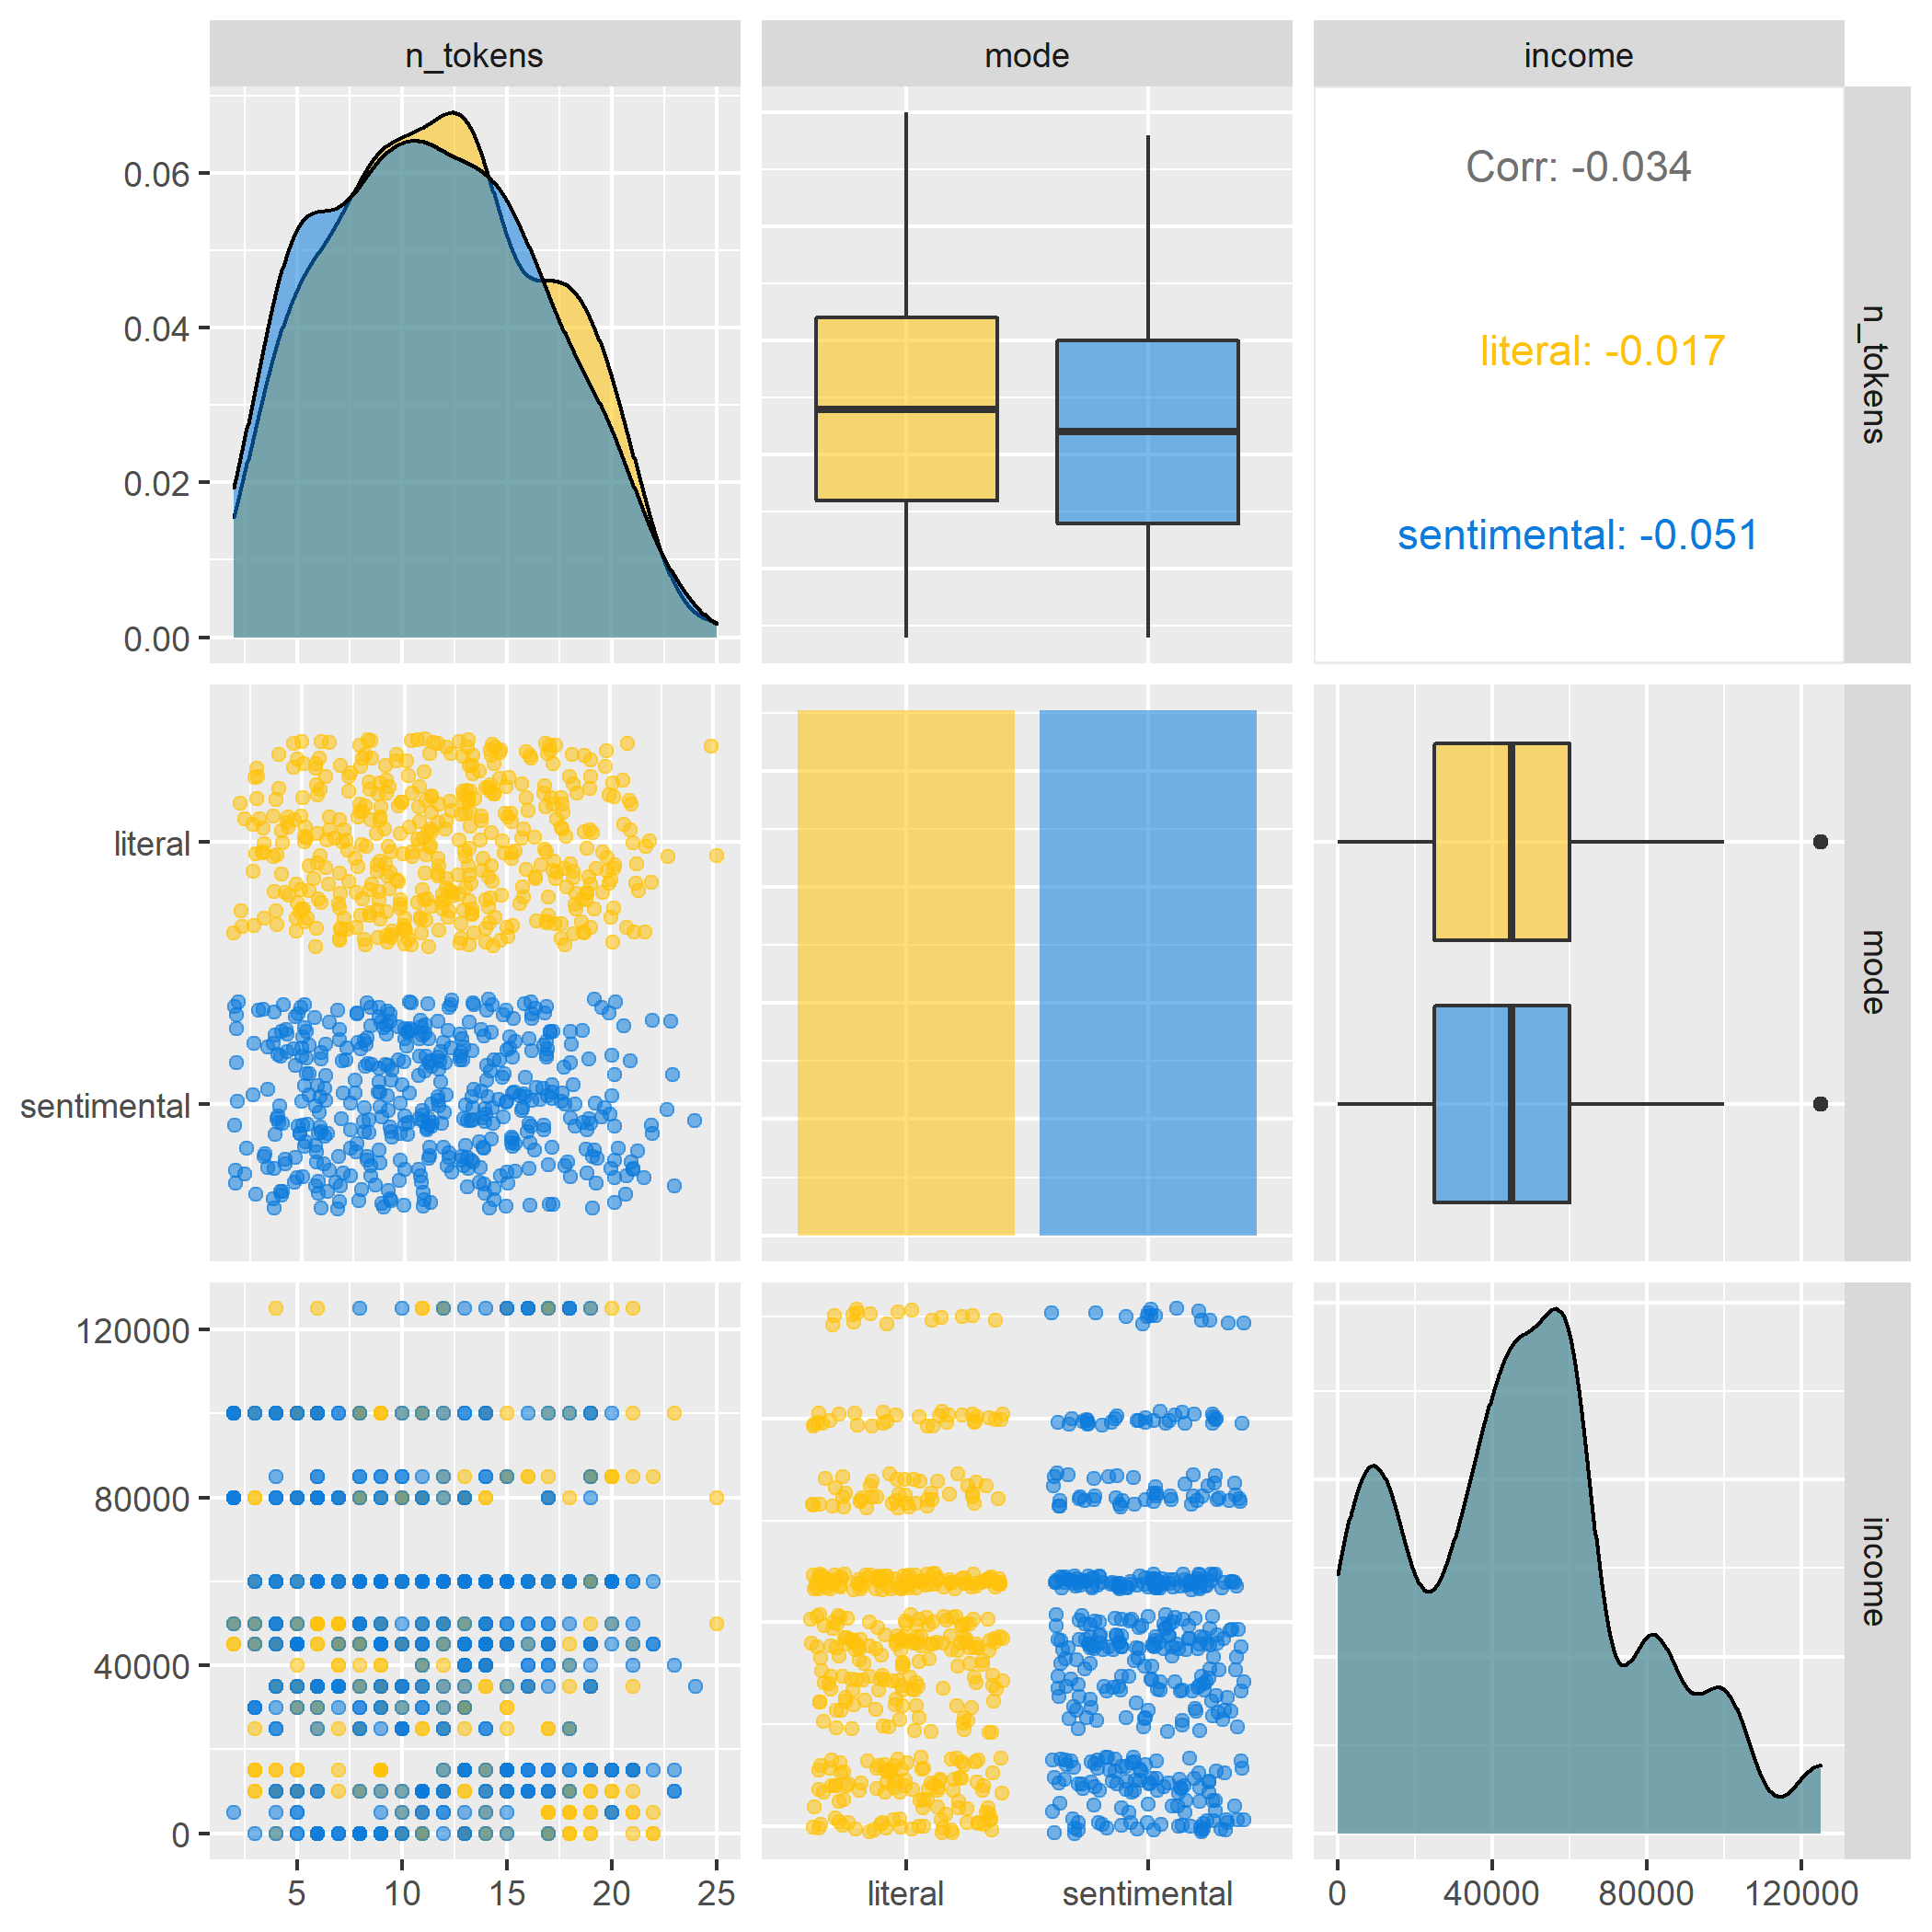 n_tokens
mode
income
0.06
0.04
0.02
0.00
Corr: -0.034
literal: -0.017
sentimental: -0.051
n_tokens
literal
sentimental
mode
120000
80000
40000
0
income
5 10 15 20 25
literal sentimental
0 40000 80000 120000